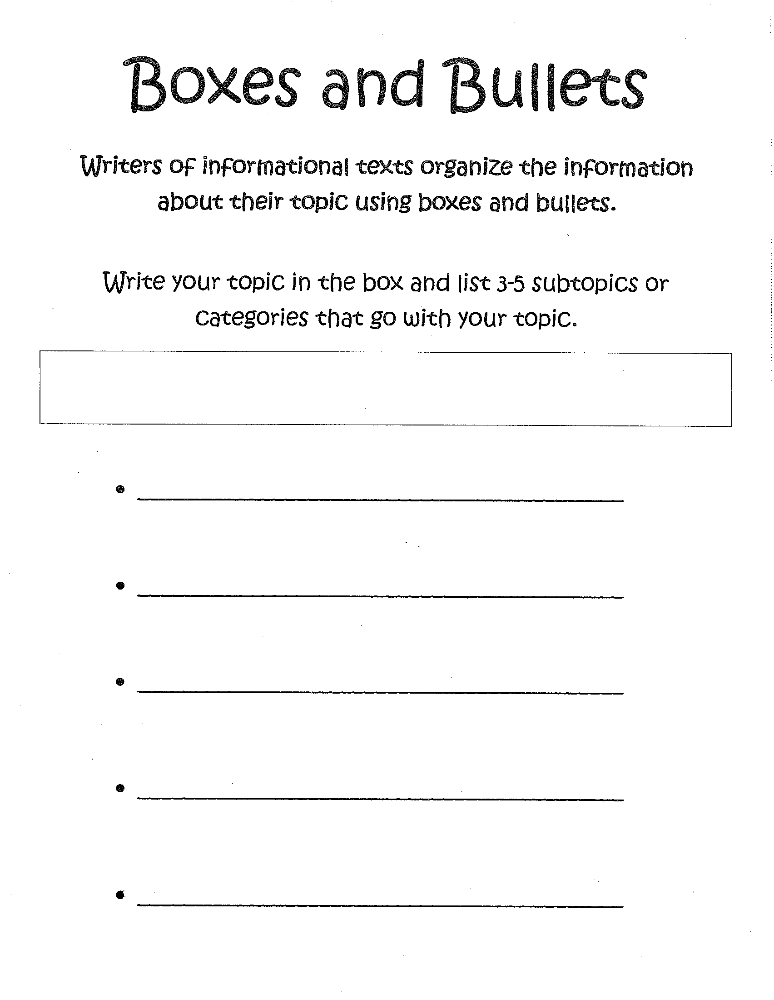 Boxes and Bullets
Writers of informational texts organize the information
about their topic using boxes and bullets.
Write your topic in the box and list 3-5 subtopics or
categories that go with your topic.